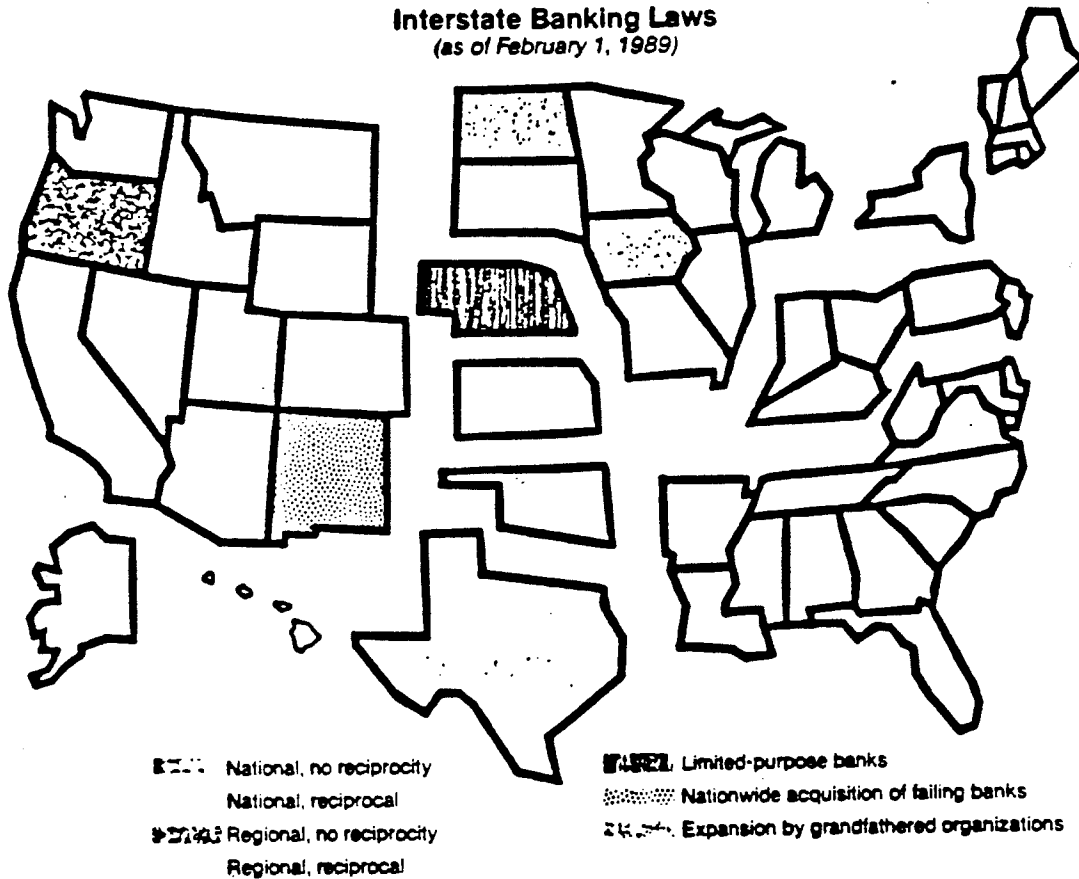 Interstate Banking Laws
(as of February 1, 1989)
National, no reciprocity
National, reciprocal
Regional, no reciprocity
Regional, reciprocal
Limited-purpose banks
Nationwide acquisition of failing banks
Expansion by grandfathered organizations